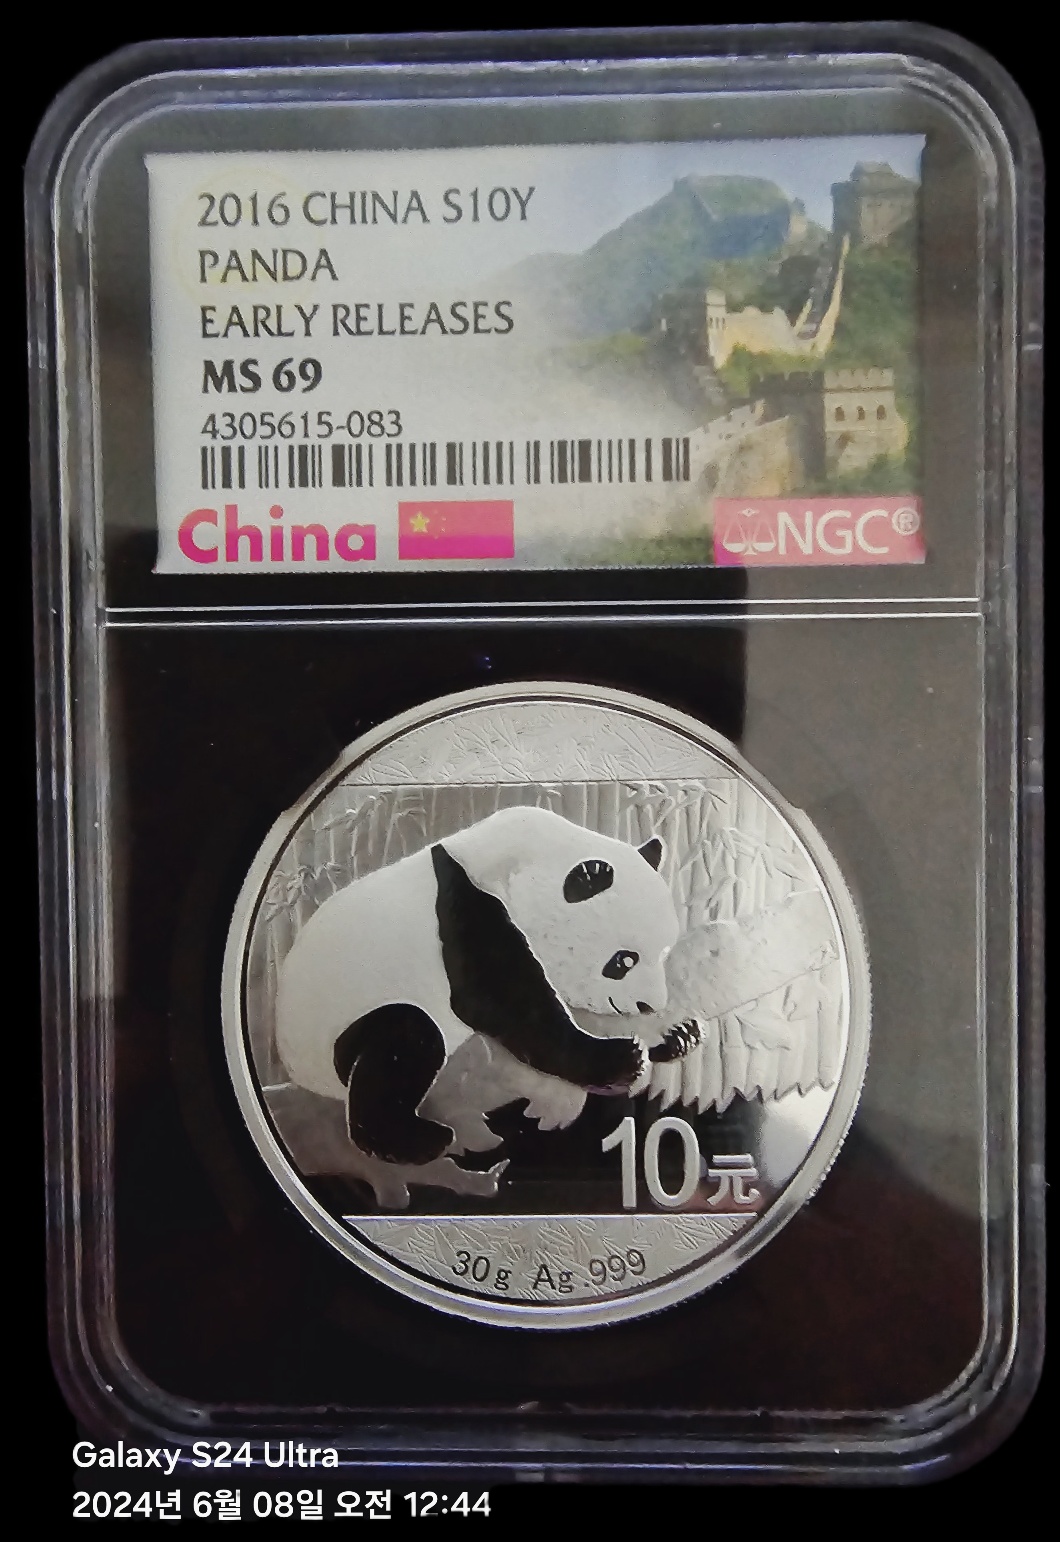 2016 CHINA S10Y
PANDA
EARLY RELEASES
MS 69
4305615-083
China
NGC®
10元
30g Ag .999
Galaxy S24 Ultra
2024년 6월 08일 오전 12:44